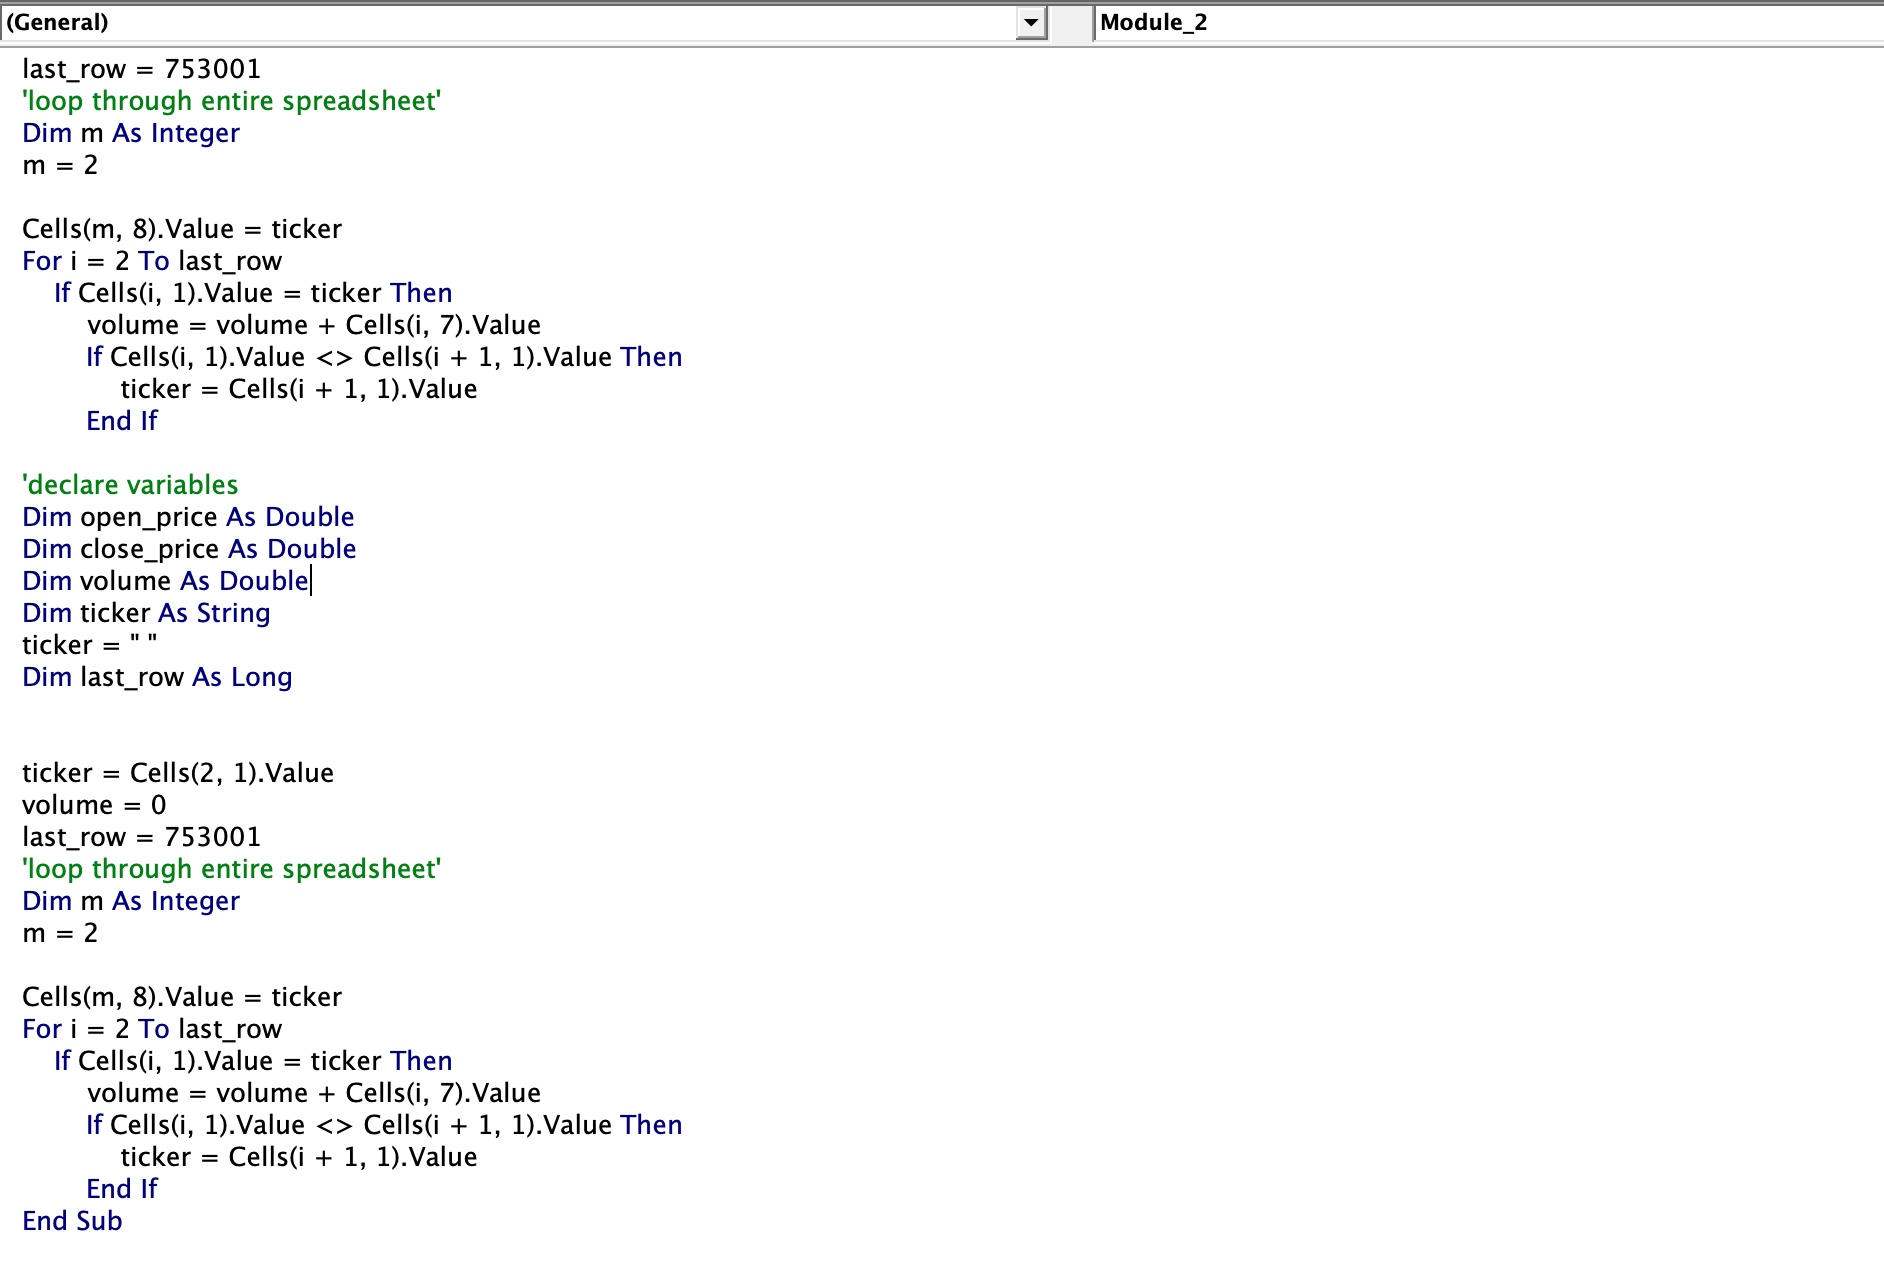 (General)
Module_2
last_row = 753001
'loop through entire spreadsheet'
Dim m As Integer
m = 2
Cells(m, 8).Value = ticker
For i = 2 To last_row
If Cells(i, 1).Value = ticker Then
volume = volume + Cells(i, 7).Value
If Cells(i, 1).Value <> Cells(i + 1, 1).Value Then
ticker = Cells(i + 1, 1).Value
End If
'declare variables
Dim open_price As Double
Dim close_price As Double
Dim volume As Double
Dim ticker As String
ticker = " "
Dim last_row As Long
ticker = Cells(2, 1).Value
volume = 0
last_row = 753001
'loop through entire spreadsheet'
Dim m As Integer
m = 2
Cells(m, 8).Value = ticker
For i = 2 To last_row
If Cells(i, 1).Value = ticker Then
volume = volume + Cells(i, 7).Value
If Cells(i, 1).Value <> Cells(i + 1, 1).Value Then
ticker = Cells(i + 1, 1).Value
End If
End Sub